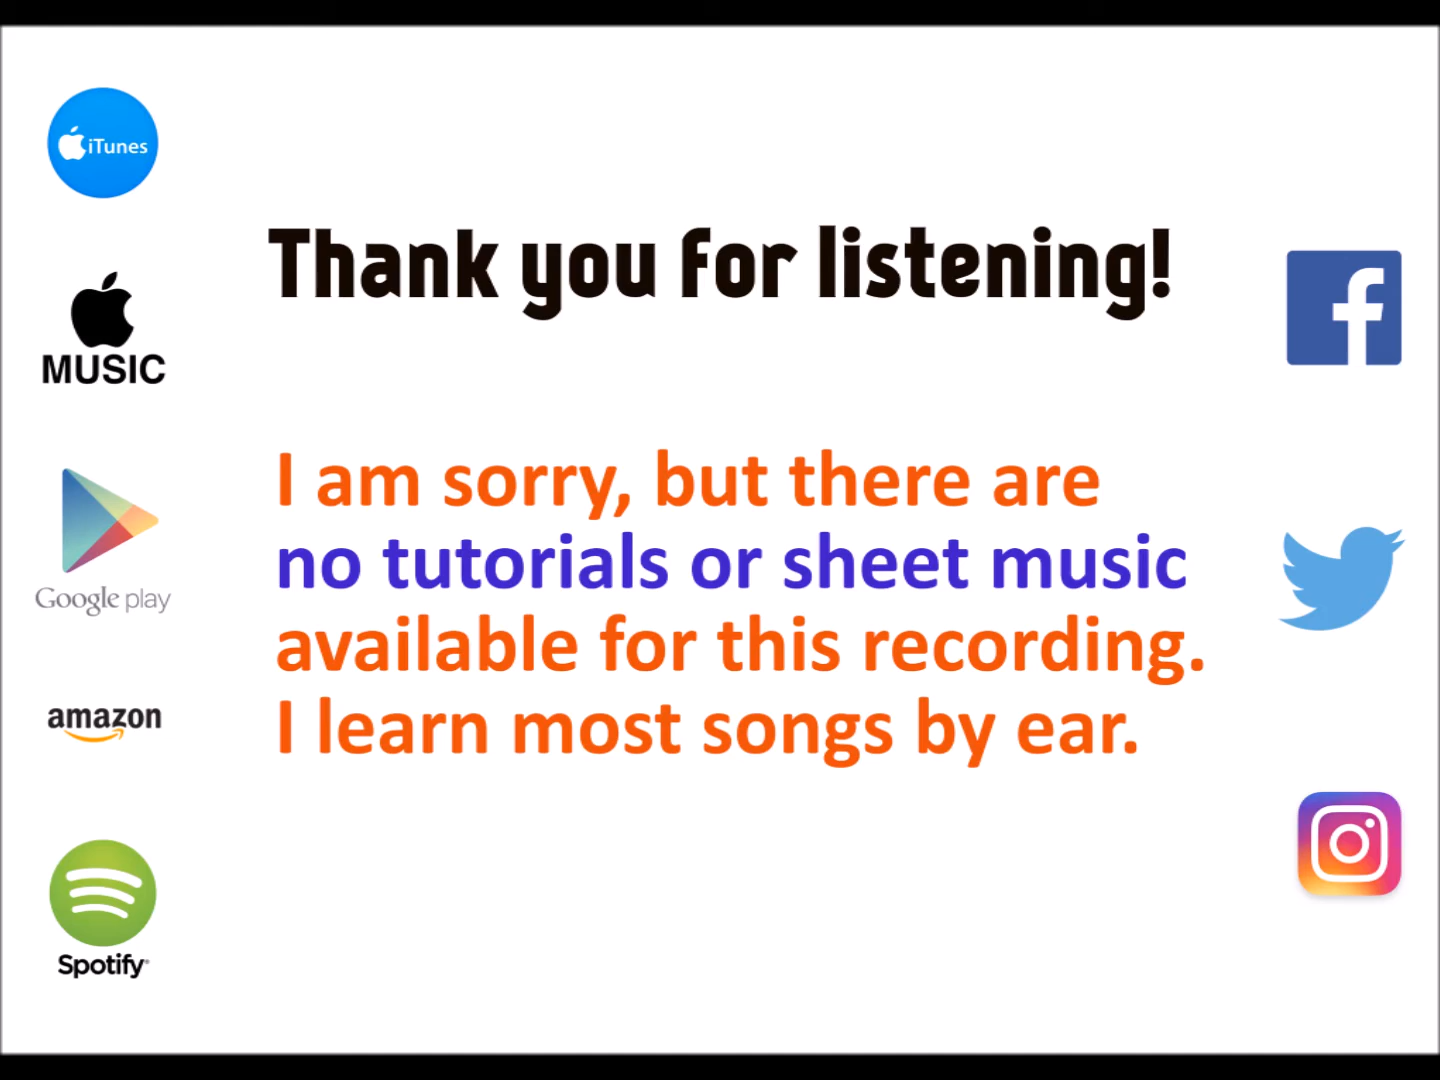 iTunes
MUSIC
Google play
amazon
Spotify
Thank you for listening!
I am sorry, but there are
no tutorials or sheet music
available for this recording.
I learn most songs by ear.